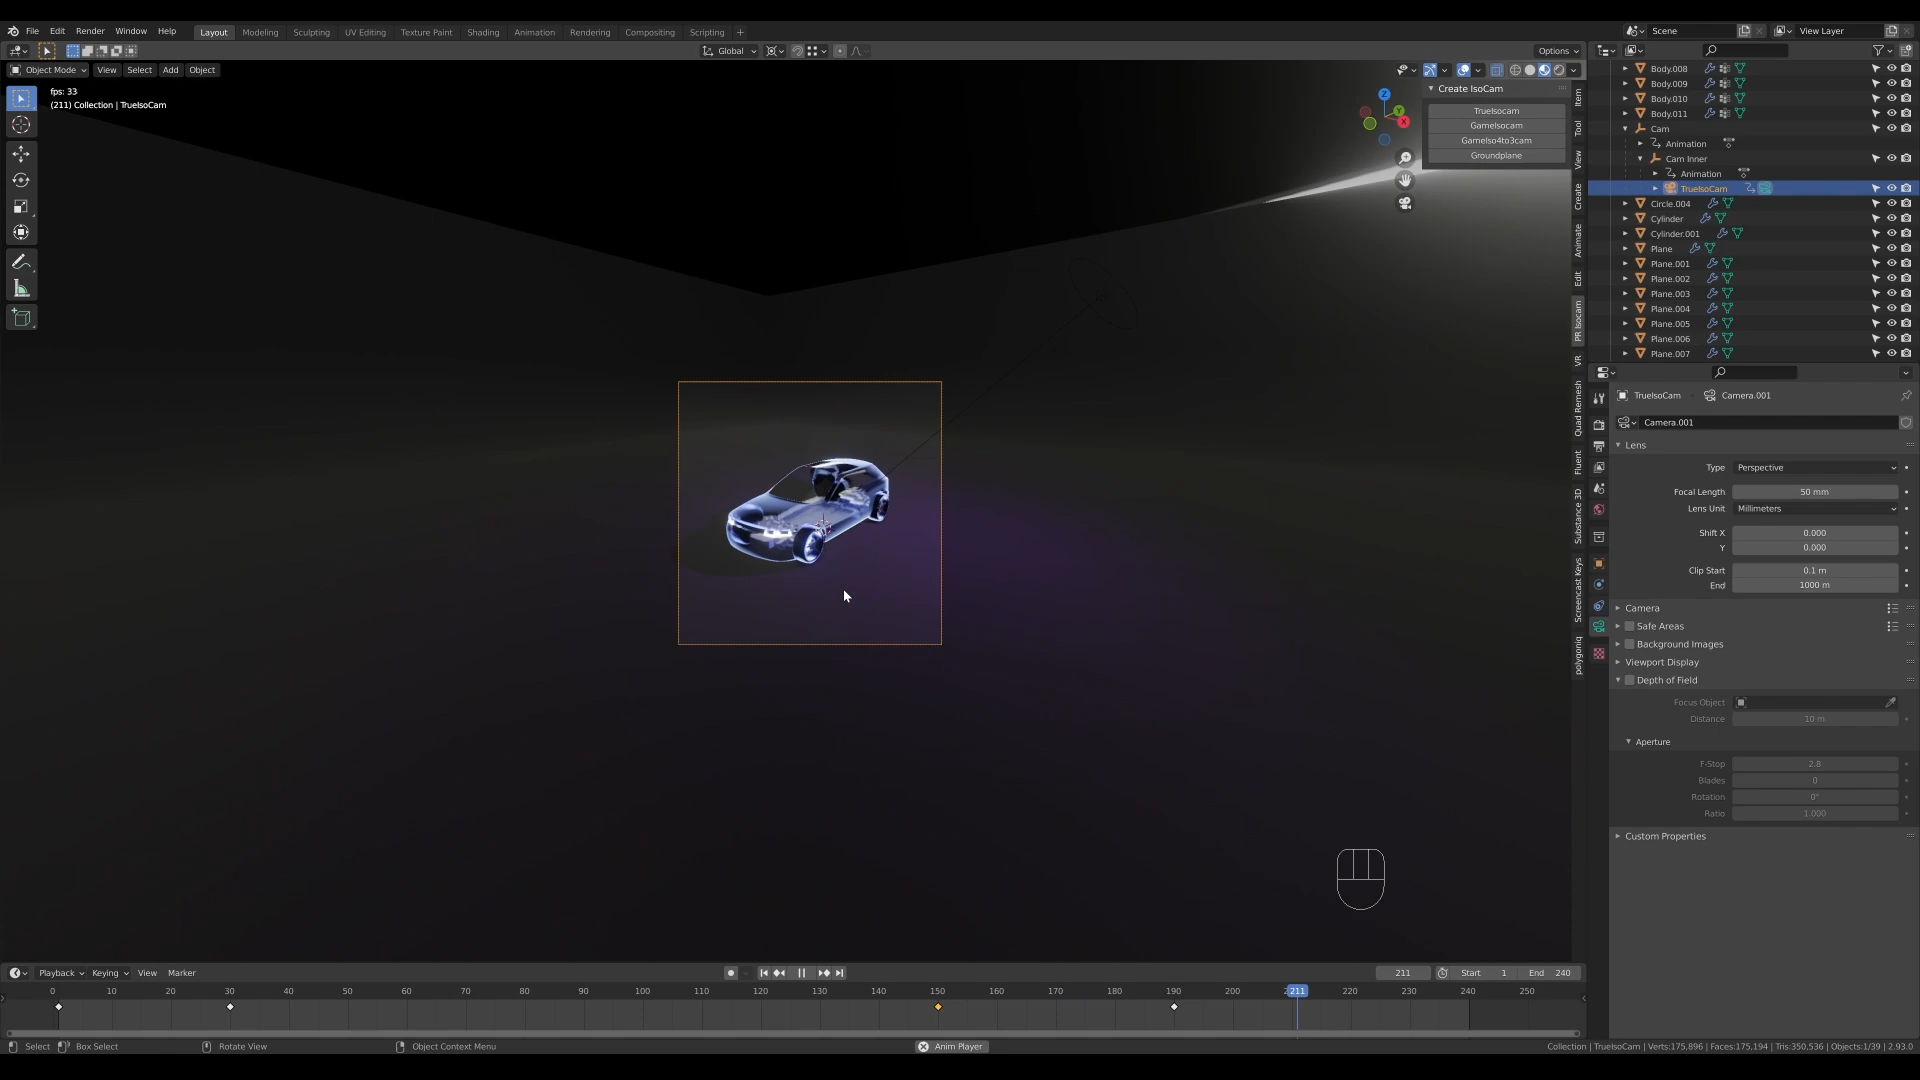 File Edit Render Window Help Layout Modeling Sculpting UV Editing Texture Paint Shading Animation Rendering Compositing Scripting + Scene View Layer
Global Options
Object Mode View Select Add Object
fps: 33
(211) Collection | TrueIsoCam
Create IsoCam
TrueIsocam
GameIsocam
GameIso4to3cam
Groundplane
Z
Y
X
Item
Tool
View
Create
Animate
Edit
PR Isocam
VR
Quad Remesh
Fluent
Substance 3D
Screencast Keys
polygoniq
Body.008
Body.009
Body.010
Body.011
Cam
Animation
Cam Inner
Animation
TrueIsoCam
Circle.004
Cylinder
Cylinder.001
Plane
Plane.001
Plane.002
Plane.003
Plane.004
Plane.005
Plane.006
Plane.007
TrueIsoCam Camera.001
Camera.001
Lens
Type Perspective
Focal Length 50 mm
Lens Unit Millimeters
Shift X 0.000
Y 0.000
Clip Start 0.1 m
End 1000 m
Camera
Safe Areas
Background Images
Viewport Display
Depth of Field
Focus Object
Distance 10 m
Aperture
F-Stop 2.8
Blades 0
Rotation 0°
Ratio 1.000
Custom Properties
Playback Keying View Marker 211 Start 1 End 240
0 10 20 30 40 50 60 70 80 90 100 110 120 130 140 150 160 170 180 190 200 211 220 230 240 250
Select Box Select Rotate View Object Context Menu Anim Player Collection | TrueIsoCam | Verts:175,896 | Faces:175,194 | Tris:350,536 | Objects:1/39 | 2.93.0